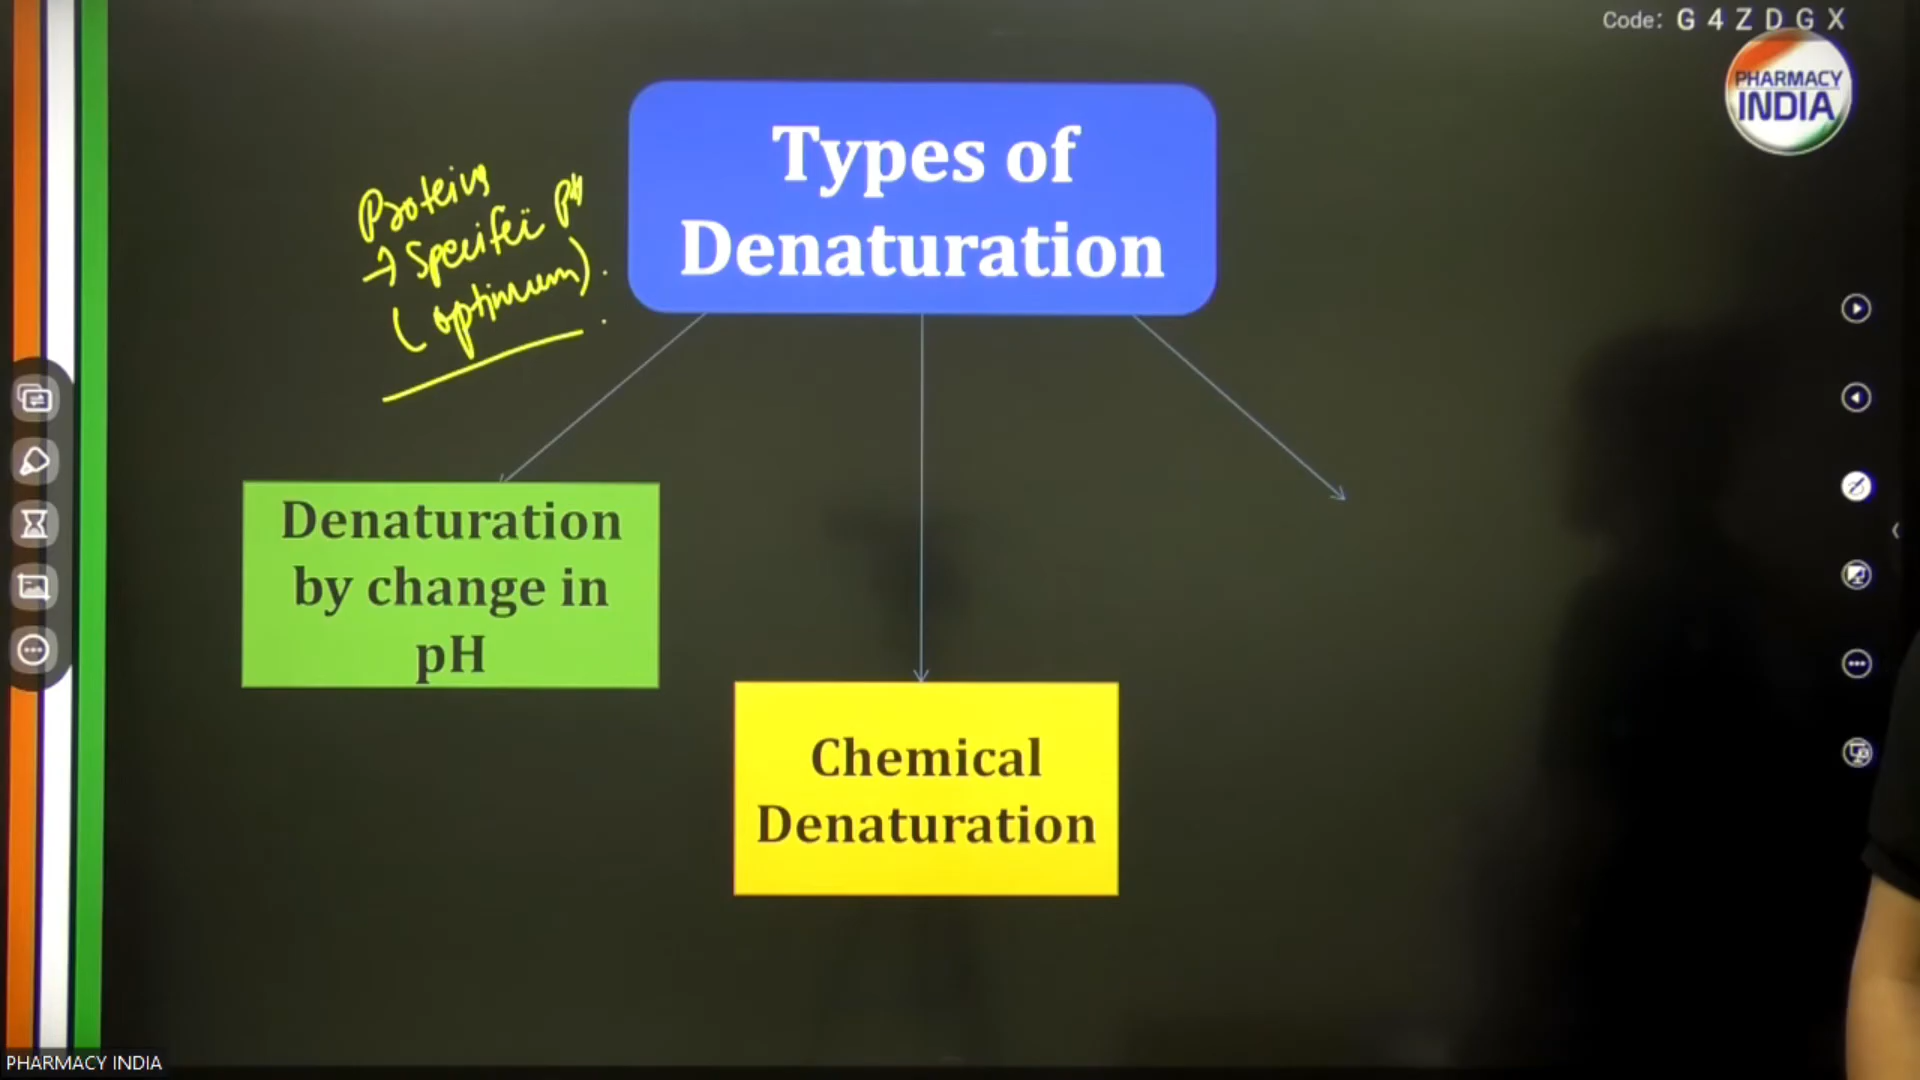 Code: G 4 Z D G X
PHARMACY
INDIA
Types of
Denaturation
Proteins
→ Specific pH
(optimum).
Denaturation
by change in
pH
Chemical
Denaturation
PHARMACY INDIA